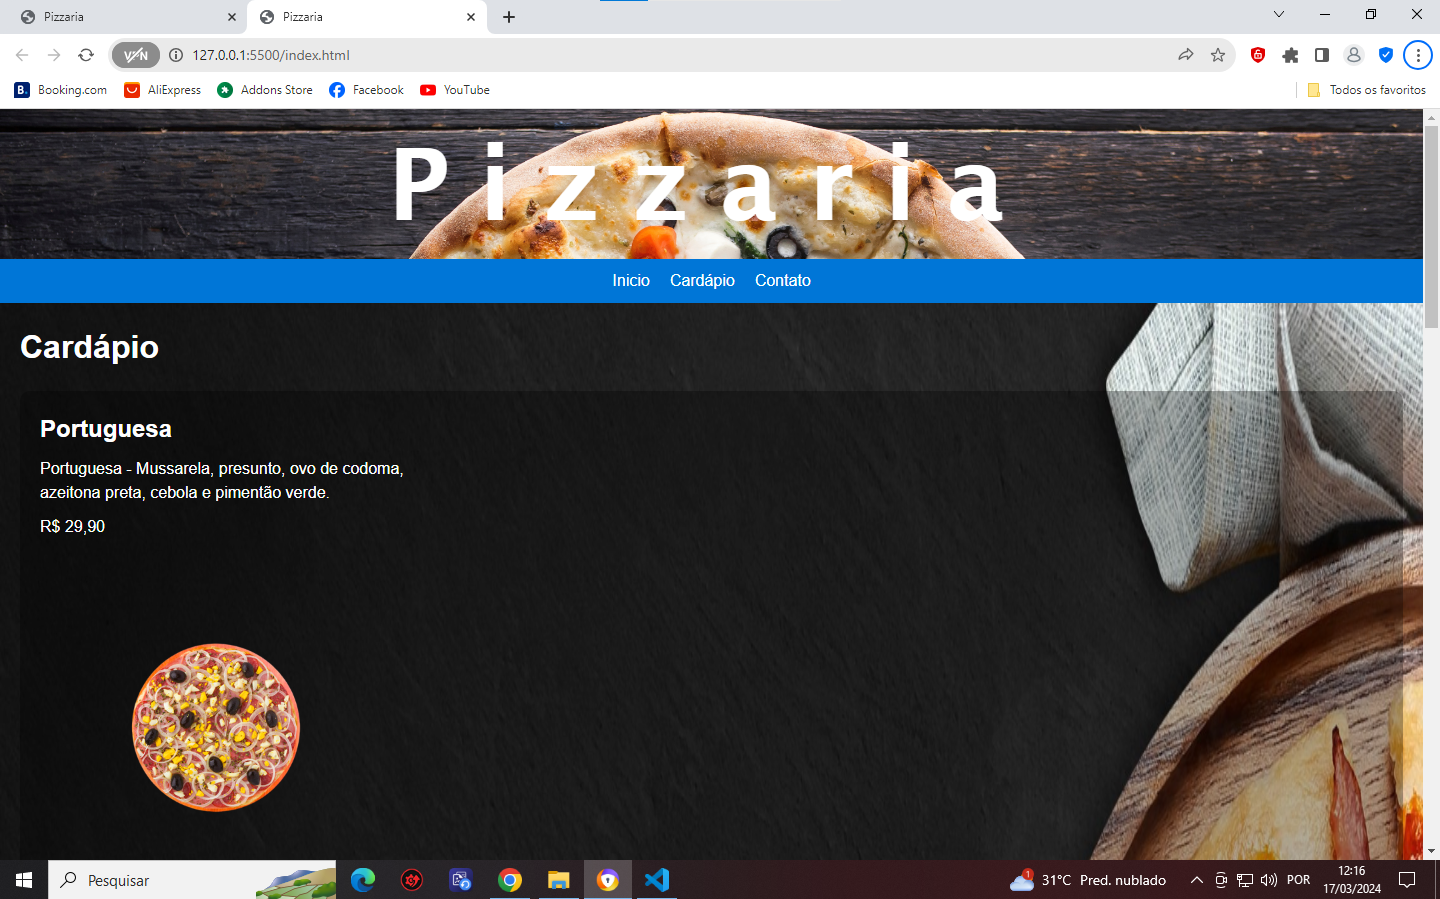 Pizzaria
Pizzaria
VPN
127.0.0.1:5500/index.html
B. Booking.com
AliExpress
Addons Store
Facebook
YouTube
Todos os favoritos
Pizzaria
Inicio
Cardápio
Contato
Cardápio
Portuguesa
Portuguesa - Mussarela, presunto, ovo de codoma,
azeitona preta, cebola e pimentão verde.
R$ 29,90
Pesquisar
1
31°C Pred. nublado
POR
12:16
17/03/2024